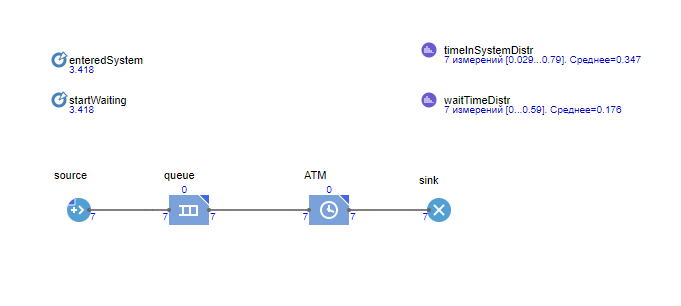 enteredSystem
3.418
startWaiting
3.418
timeInSystemDistr
7 измерений [0.029...0.79]. Среднее=0.347
waitTimeDistr
7 измерений [0...0.59]. Среднее=0.176
source
queue
ATM
sink
0
0
7
7
7
7
7
7